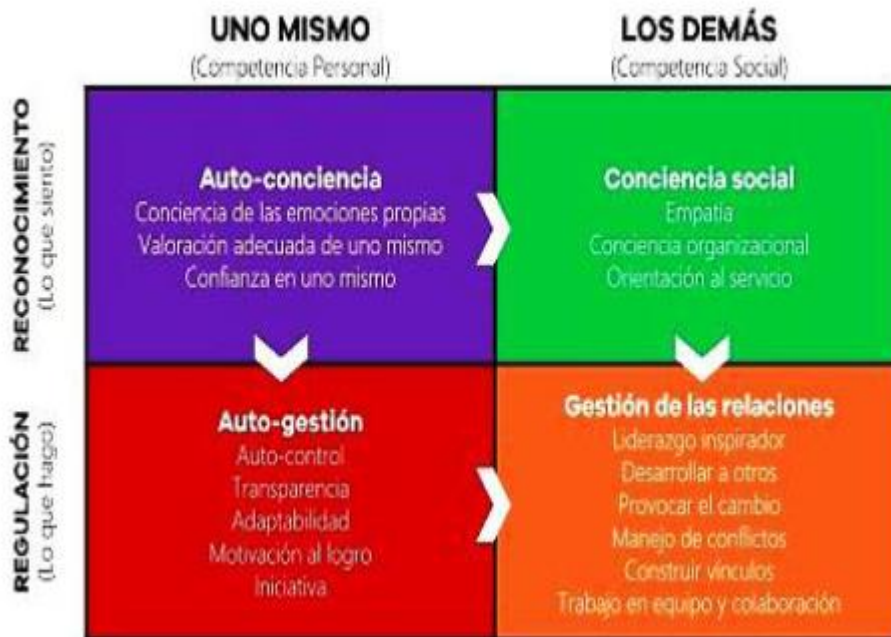 UNO MISMO
(Competencia Personal)
LOS DEMÁS
(Competencia Social)
RECONOCIMIENTO
(Lo que siento)
Auto-conciencia
Conciencia de las emociones propias
Valoración adecuada de uno mismo
Confianza en uno mismo
Conciencia social
Empatia
Conciencia organizacional
Orientación al servicio
REGULACIÓN
(Lo que hago)
Auto-gestión
Auto-control
Transparencia
Adaptabilidad
Motivación al logro
Iniciativa
Gestión de las relaciones
Liderazgo inspirador
Desarrollar a otros
Provocar el cambio
Manejo de conflictos
Construir vínculos
Trabajo en equipo y colaboración